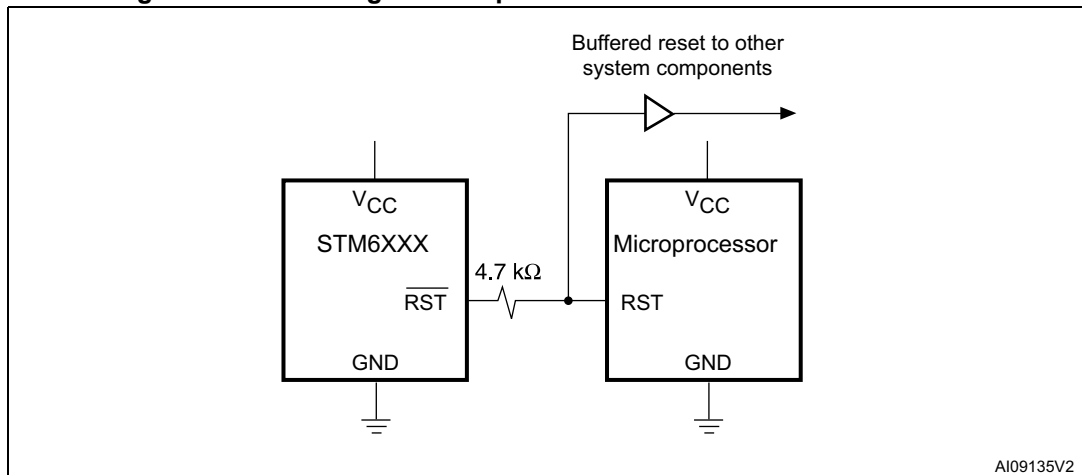 Buffered reset to other
system components
VCC
STM6XXX
4.7 kΩ
RST
GND
VCC
Microprocessor
RST
GND
AI09135V2